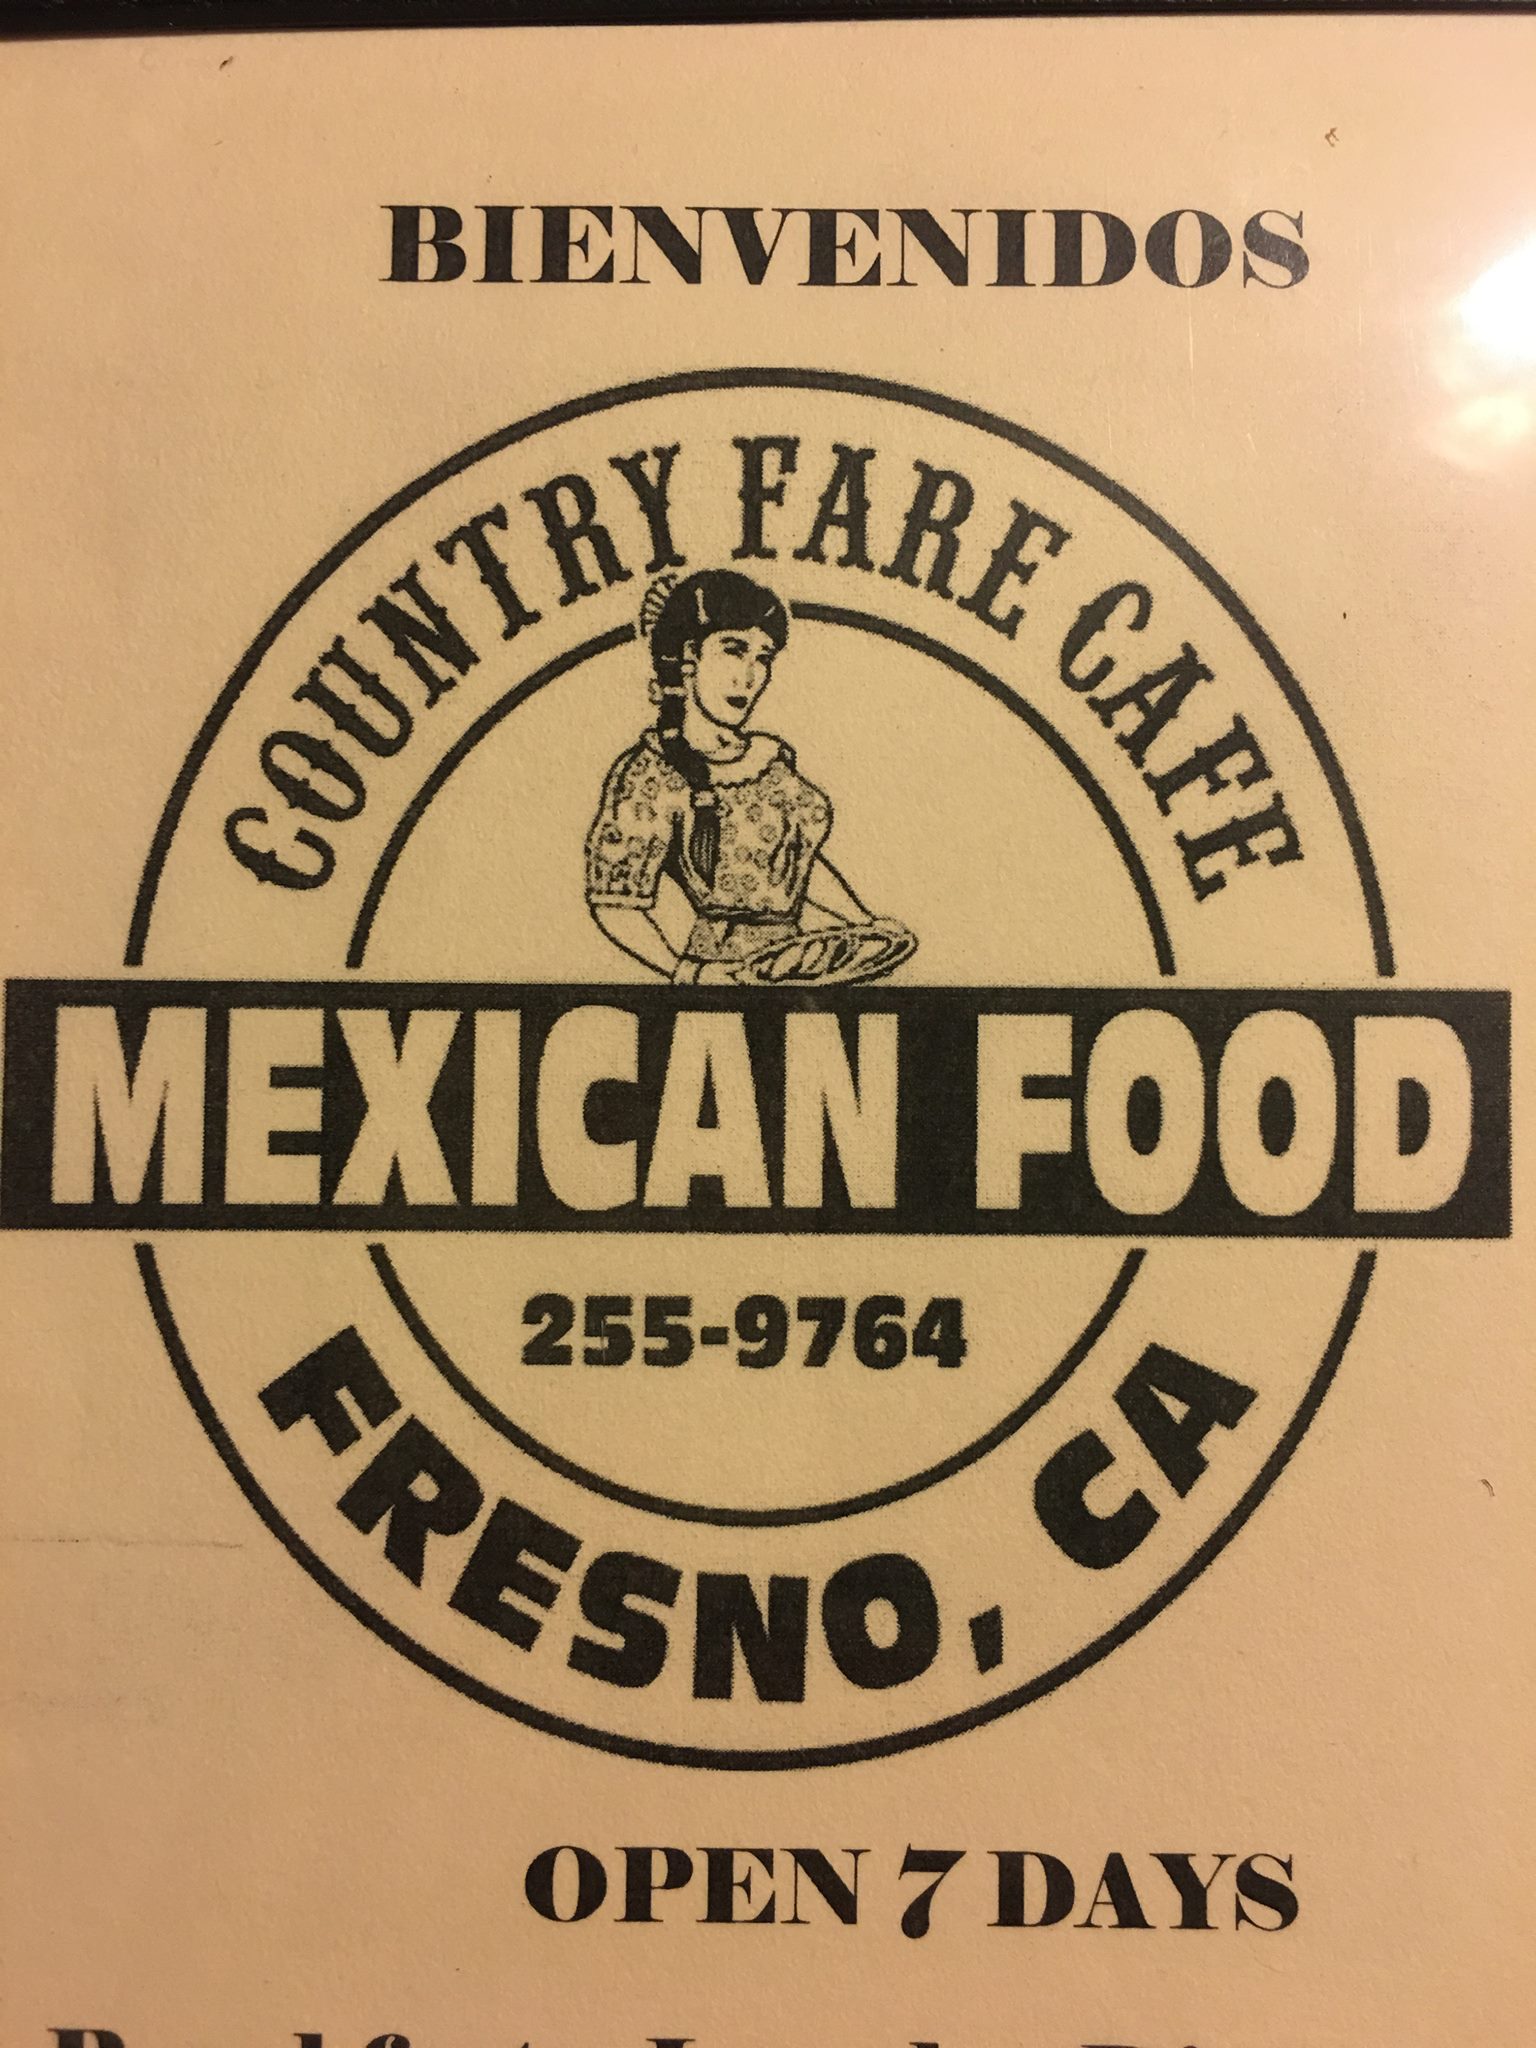 BIENVENIDOS
COUNTRY FARE CAFE
MEXICAN FOOD
255-9764
FRESNO, CA
OPEN 7 DAYS